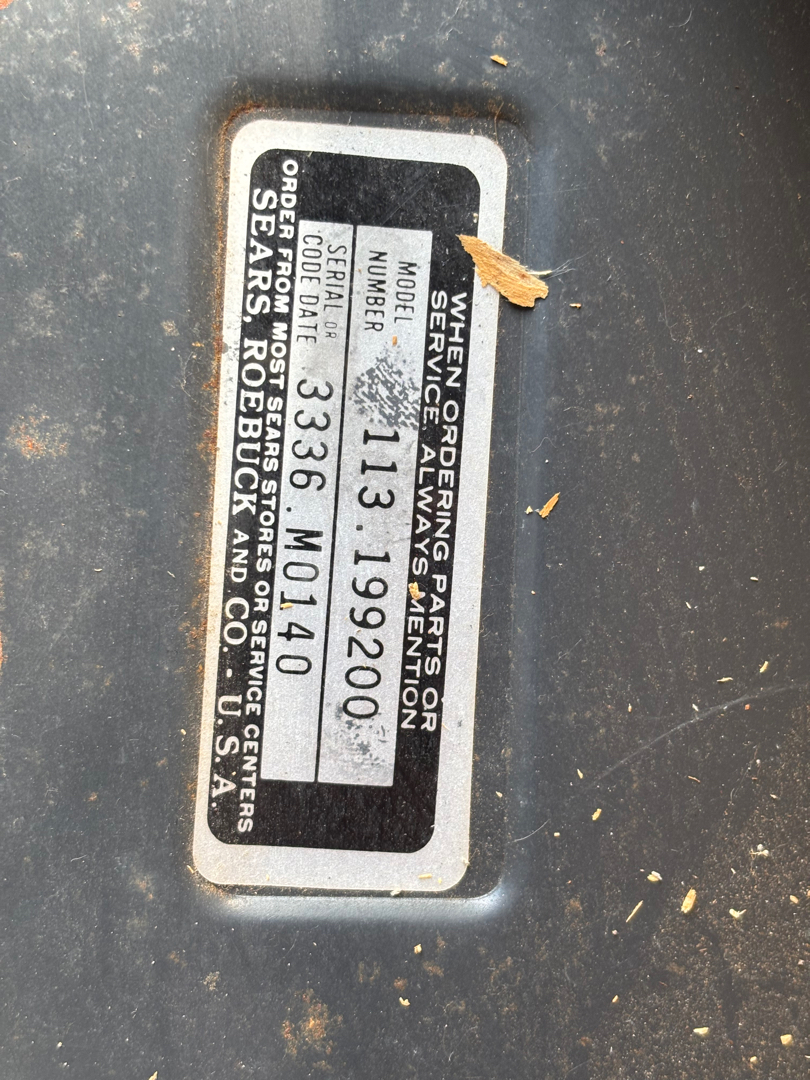 WHEN ORDERING PARTS OR
SERVICE, ALWAYS MENTION
MODEL
NUMBER
113.199200
SERIAL OR
CODE DATE
3336.M0140
ORDER FROM MOST SEARS STORES OR SERVICE CENTERS
SEARS, ROEBUCK AND CO. - U.S.A.